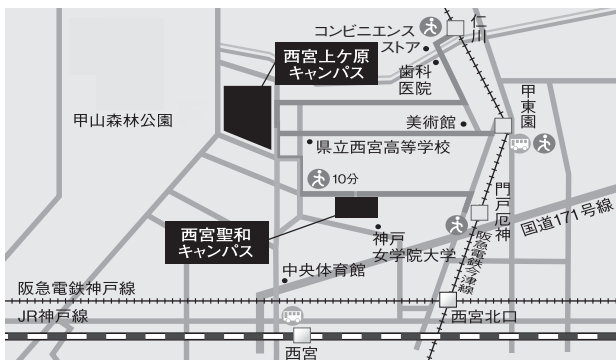 コンビニエンス
ストア
仁川
西宮上ケ原
キャンパス
歯科
医院
甲山森林公園
美術館
甲東園
県立西宮高等学校
10分
西宮聖和
キャンパス
門戸厄神
国道171号線
神戸
女学院大学
阪急電鉄今津線
中央体育館
阪急電鉄神戸線
JR神戸線
西宮北口
西宮